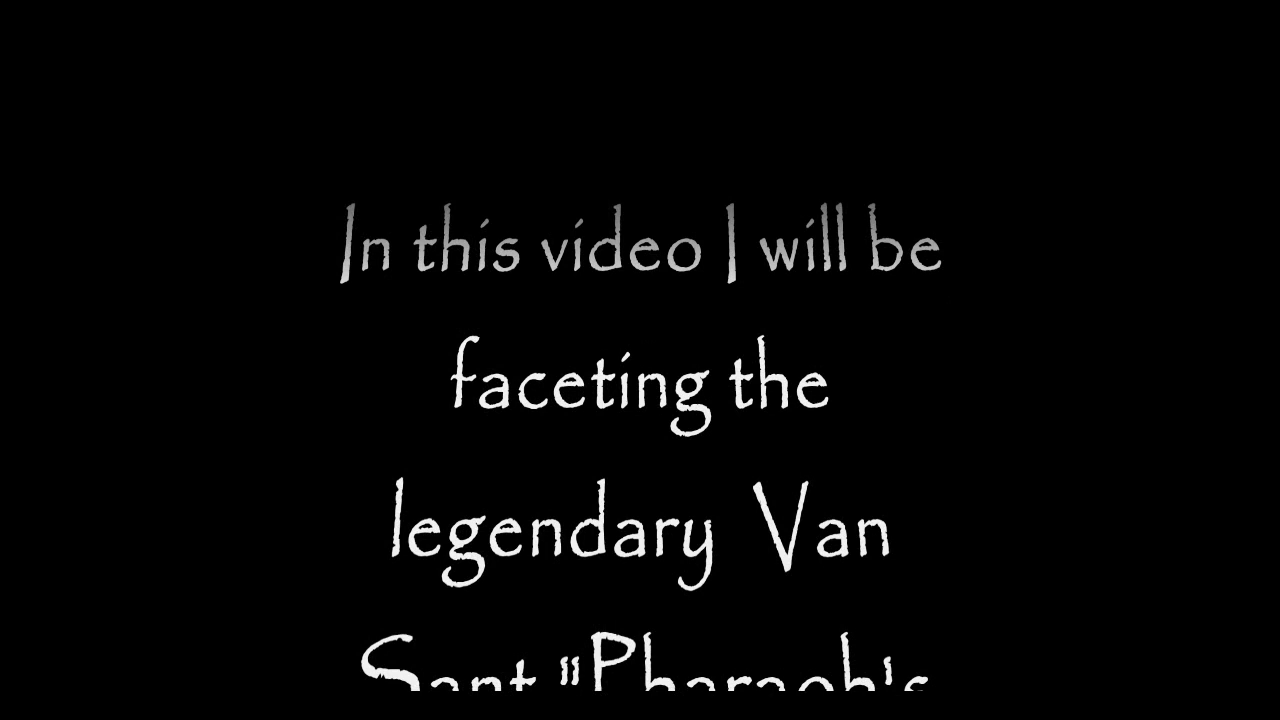 In this video I will be
faceting the
legendary Van
Sant "Pharaoh's